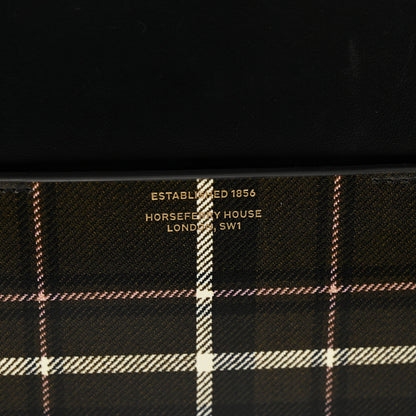 ESTABLISHED 1856
HORSEFERRY HOUSE
LONDON, SW1